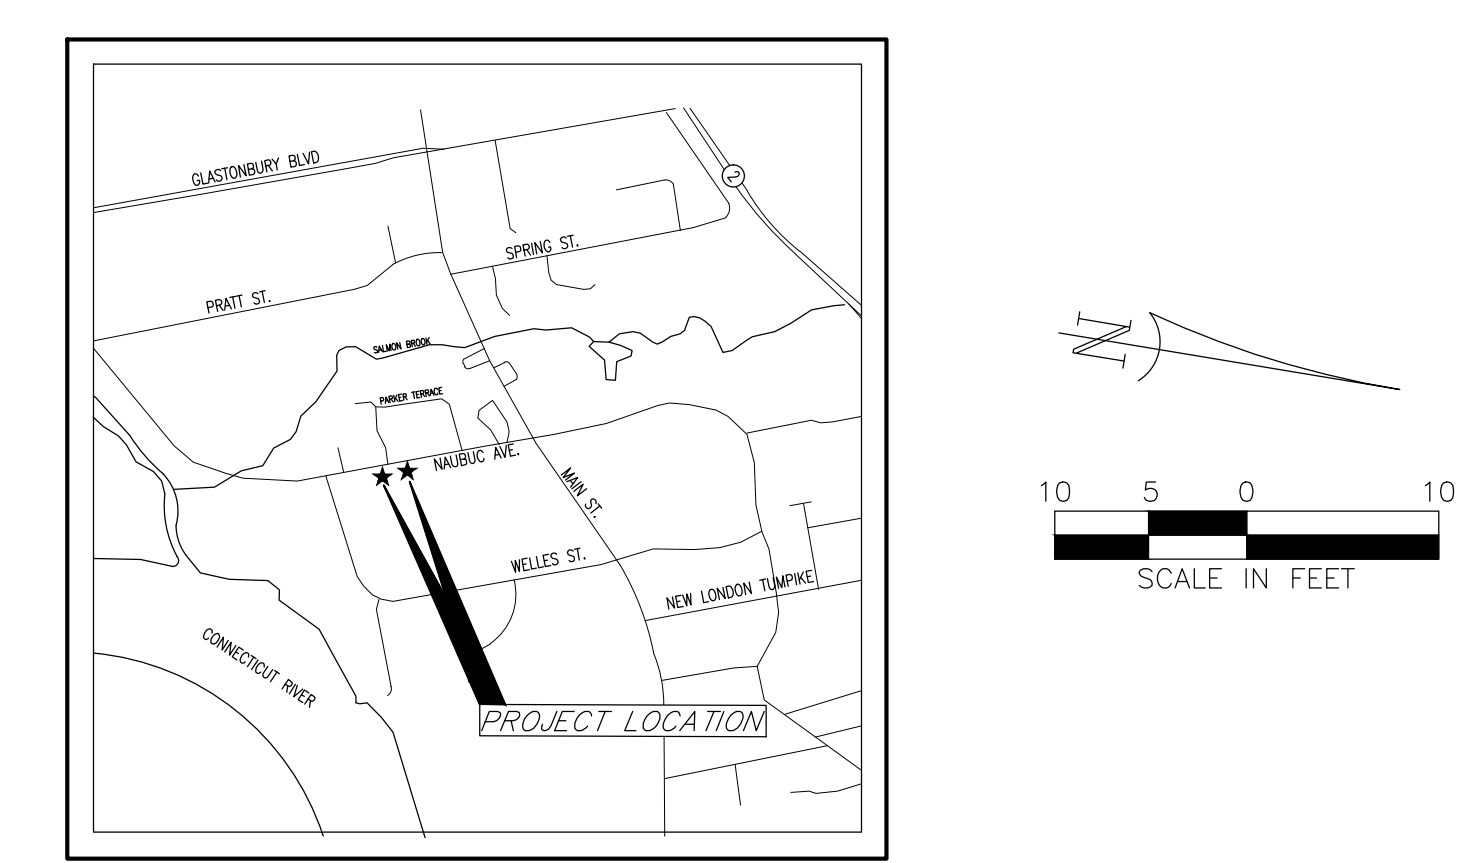 GLASTONBURY BLVD
2
SPRING ST.
PRATT ST.
SALMON BROOK
PARKER TERRACE
NAUBUC AVE.
MAIN ST.
WELLES ST.
NEW LONDON TUMPIKE
CONNECTICUT RIVER
PROJECT LOCATION
N
10 5 0 10
SCALE IN FEET